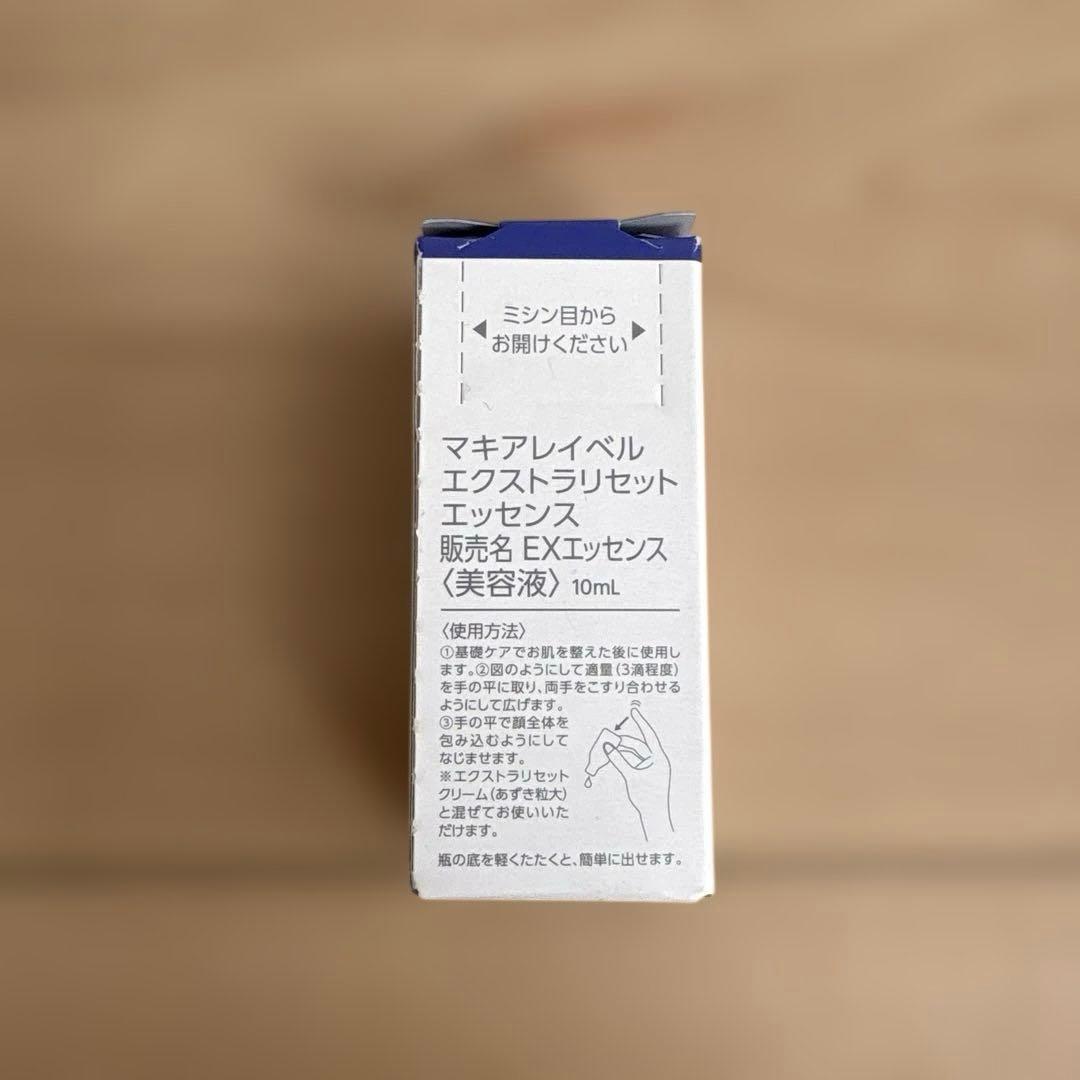 ミシン目から
お開けください
マキアレイベル
エクストラリセット
エッセンス
販売名 EXエッセンス
〈美容液〉 10mL
〈使用方法〉
①基礎ケアでお肌を整えた後に使用し
ます。②図のようにして適量（3滴程度）
を手の平に取り、両手をこすり合わせる
ようにして広げます。
③手の平で顔全体を
包み込むようにして
なじませます。
※エクストラリセット
クリーム（あずき粒大）
と混ぜてお使いいた
だけます。
瓶の底を軽くたたくと、簡単に出せます。